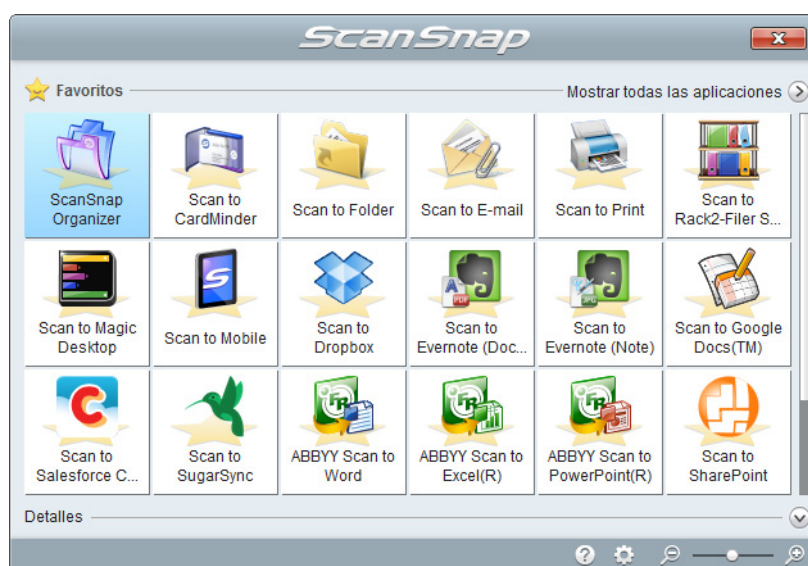 ScanSnap
Favoritos
Mostrar todas las aplicaciones
ScanSnap
Organizer
Scan to
CardMinder
Scan to Folder
Scan to E-mail
Scan to Print
Scan to
Rack2-Filer S...
Scan to Magic
Desktop
Scan to Mobile
Scan to
Dropbox
Scan to
Evernote (Doc...
Scan to
Evernote (Note)
Scan to Google
Docs(TM)
Scan to
Salesforce C...
Scan to
SugarSync
ABBYY Scan to
Word
ABBYY Scan to
Excel(R)
ABBYY Scan to
PowerPoint(R)
Scan to
SharePoint
Detalles